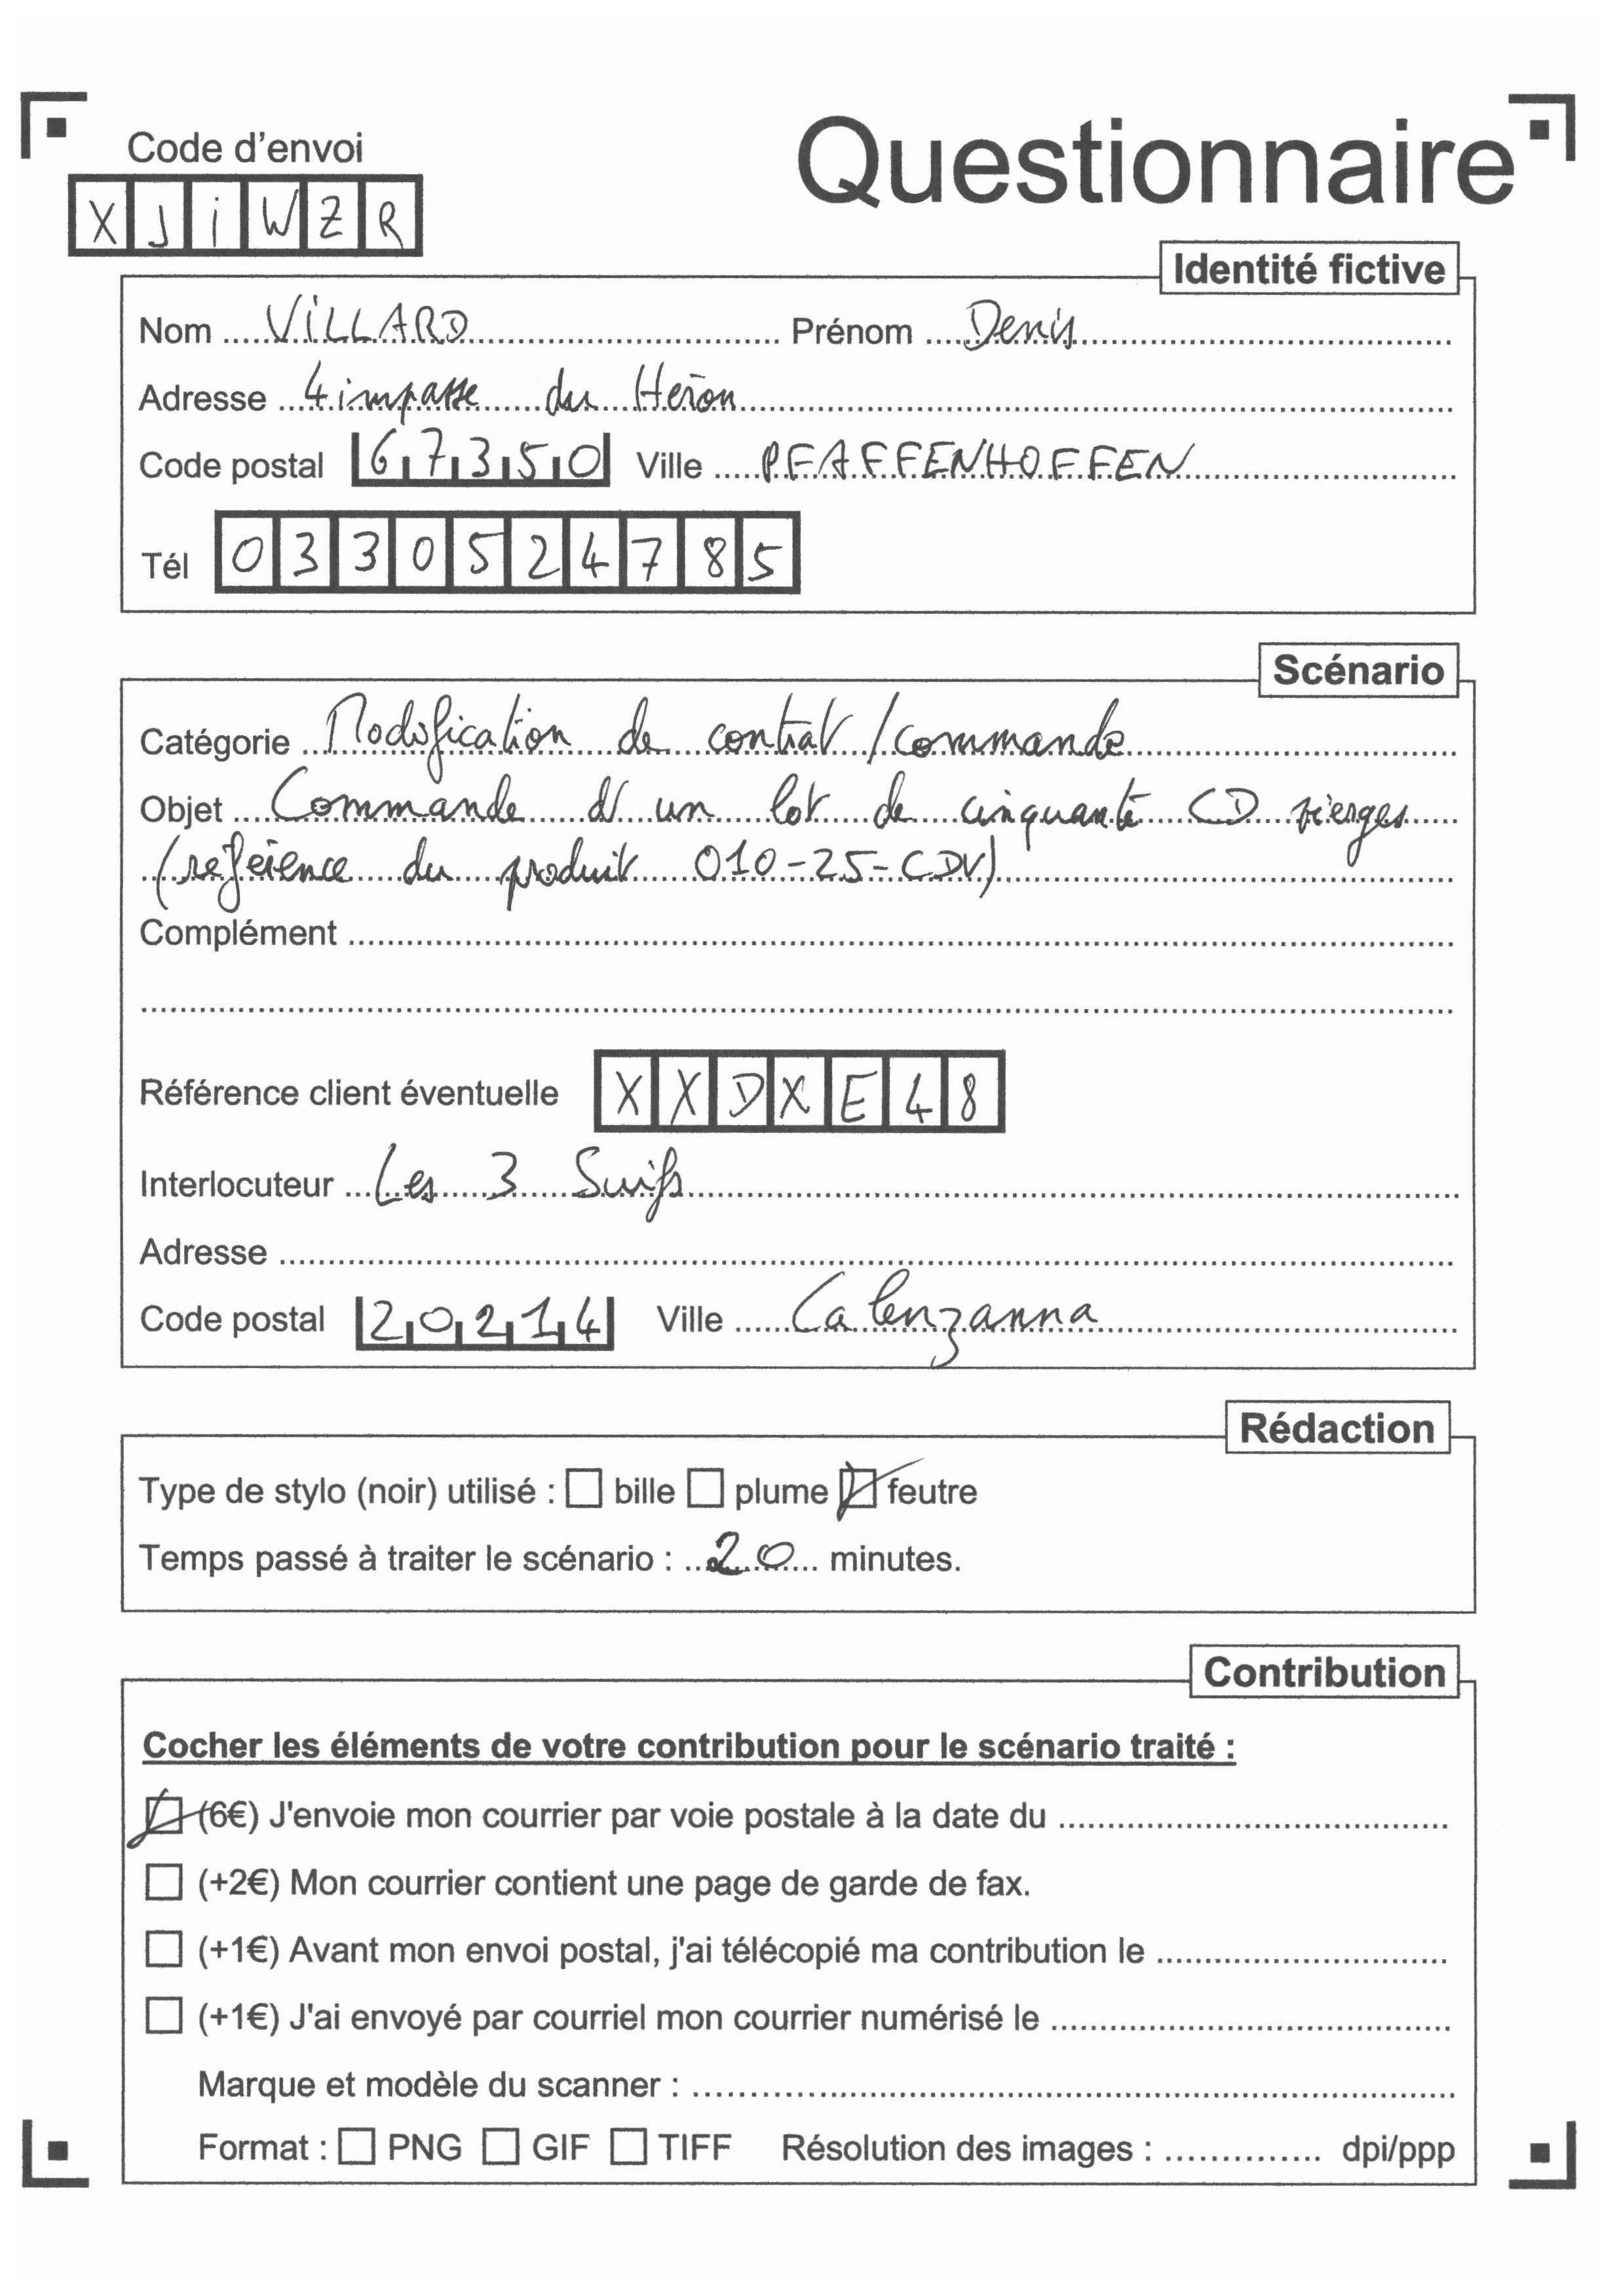 Code d'envoi
Questionnaire
XJiWZR
Identité fictive
Nom ViLLARD Prénom Denis
Adresse 4 impasse du Héron
Code postal 67350 Ville PFAFFENHOFFEN
Tél 0330524785
Scénario
Catégorie Modification de contrat / commande
Objet Commande d'un lot de cinquante CD vierges
(référence du produit 010-25-CDV)
Complément
Référence client éventuelle XXDXE48
Interlocuteur Les 3 Suisses
Adresse
Code postal 20214 Ville Calenzanna
Rédaction
Type de stylo (noir) utilisé : bille plume feutre
Temps passé à traiter le scénario : 20 minutes.
Contribution
Cocher les éléments de votre contribution pour le scénario traité :
(6€) J'envoie mon courrier par voie postale à la date du
(+2€) Mon courrier contient une page de garde de fax.
(+1€) Avant mon envoi postal, j'ai télécopié ma contribution le
(+1€) J'ai envoyé par courriel mon courrier numérisé le
Marque et modèle du scanner :
Format : PNG GIF TIFF Résolution des images : dpi/ppp